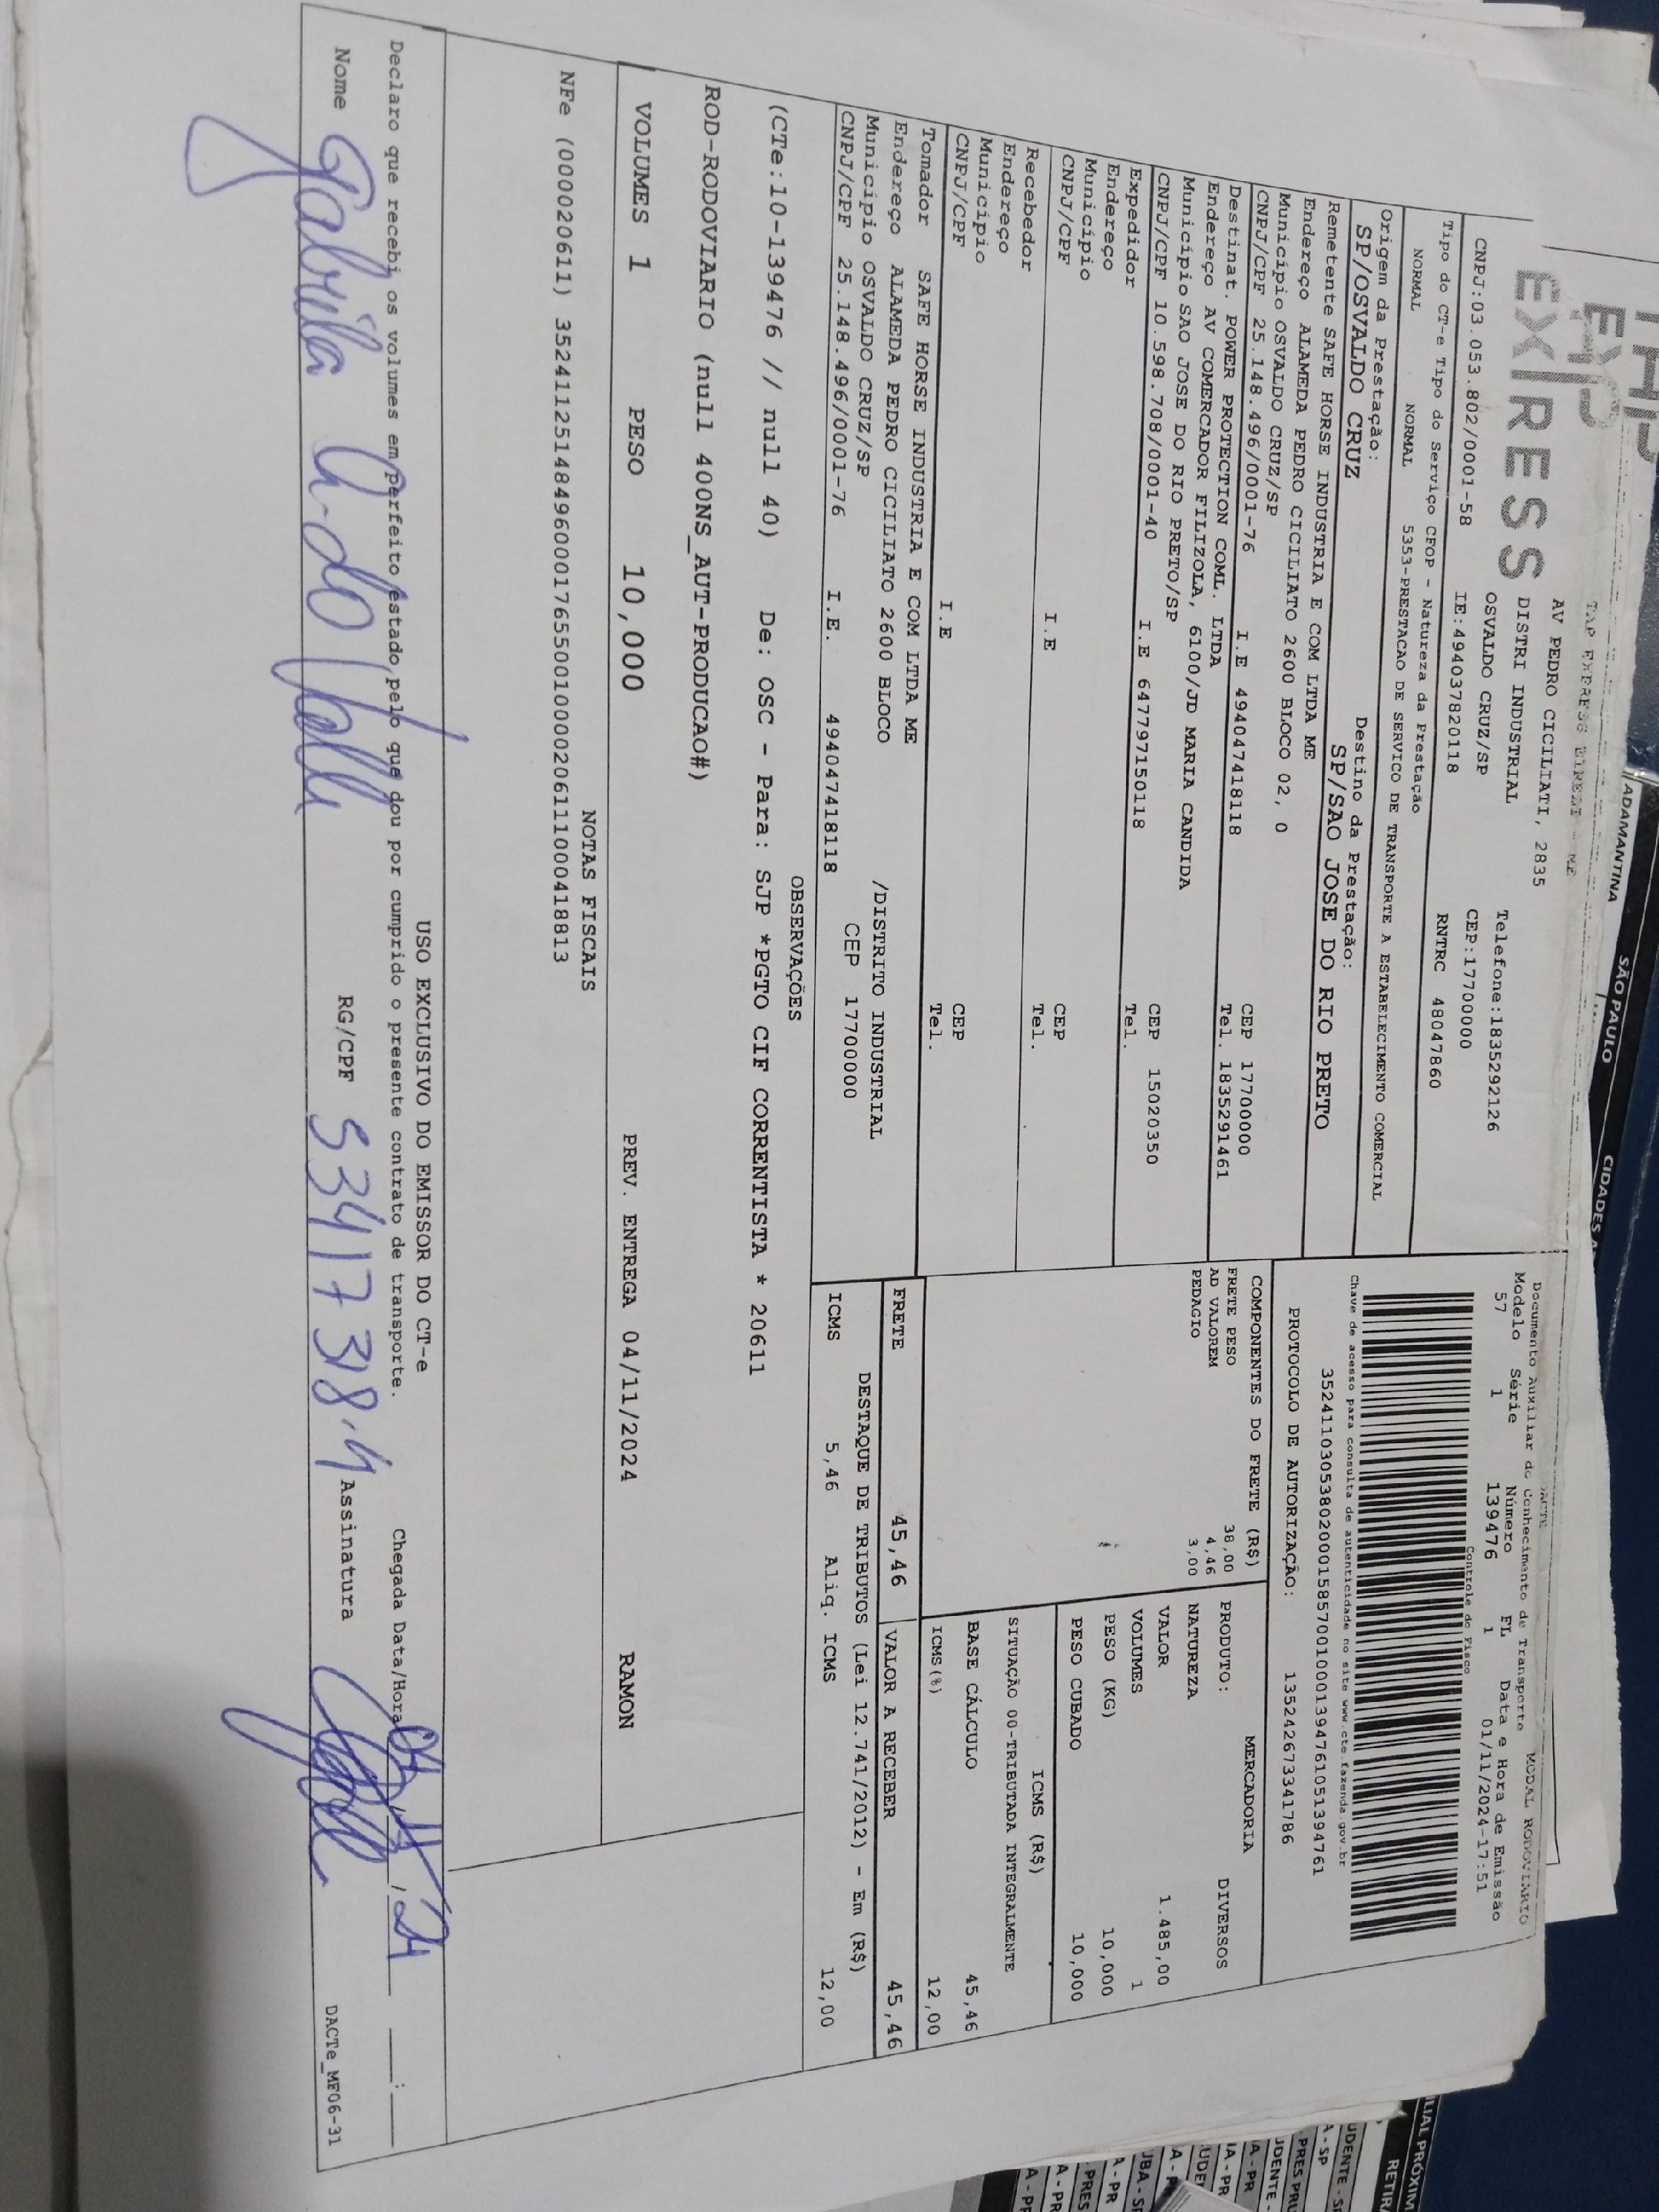 TAP
EXPRESS
TAP EXPRESS EIRELI - ME
AV PEDRO CICILIATI, 2835
DISTRI INDUSTRIAL
Telefone:1835292126
OSVALDO CRUZ/SP
CEP:17700000
CNPJ:03.053.802/0001-58
IE:494037820118
RNTRC 48047860
Tipo do CT-e Tipo do Serviço CFOP - Natureza da Prestação
NORMAL NORMAL 5353-PRESTACAO DE SERVICO DE TRANSPORTE A ESTABELECIMENTO COMERCIAL
Origem da Prestação: Destino da Prestação:
SP/OSVALDO CRUZ SP/SAO JOSE DO RIO PRETO
DACTE
Documento Auxiliar do Conhecimento de Transporte MODAL RODOVIARIO
Modelo Série Número FL Data e Hora de Emissão
57 1 139476 1 01/11/2024-17:51
Controle do Fisco
Chave de acesso para consulta de autenticidade no site www.cte.fazenda.gov.br
35241103053802000158570010001394761051394761
PROTOCOLO DE AUTORIZAÇÃO: 135242673341786
Remetente SAFE HORSE INDUSTRIA E COM LTDA ME
Endereço ALAMEDA PEDRO CICILIATO 2600 BLOCO 02, 0
Município OSVALDO CRUZ/SP CEP 17700000
CNPJ/CPF 25.148.496/0001-76 I.E 494047418118 Tel. 1835291461
Destinat. POWER PROTECTION COML. LTDA
Endereço AV COMERCADOR FILIZOLA, 6100/JD MARIA CANDIDA
Município SAO JOSE DO RIO PRETO/SP CEP 15020350
CNPJ/CPF 10.598.708/0001-40 I.E 647797150118 Tel.
Expedidor
Endereço
Município CEP
CNPJ/CPF I.E Tel.
Recebedor
Endereço
Município CEP
CNPJ/CPF I.E Tel.
Tomador SAFE HORSE INDUSTRIA E COM LTDA ME
Endereço ALAMEDA PEDRO CICILIATO 2600 BLOCO /DISTRITO INDUSTRIAL
Município OSVALDO CRUZ/SP CEP 17700000
CNPJ/CPF 25.148.496/0001-76 I.E. 494047418118
COMPONENTES DO FRETE (R$)
FRETE PESO 38,00
AD VALOREM 4,46
PEDAGIO 3,00
MERCADORIA
PRODUTO: DIVERSOS
NATUREZA
VALOR 1.485,00
VOLUMES 1
PESO (KG) 10,000
PESO CUBADO 10,000
ICMS (R$)
SITUAÇÃO 00-TRIBUTADA INTEGRALMENTE
BASE CÁLCULO 45,46
ICMS(%) 12,00
FRETE 45,46 VALOR A RECEBER 45,46
DESTAQUE DE TRIBUTOS (Lei 12.741/2012) - Em (R$)
ICMS 5,46 Aliq. ICMS 12,00
OBSERVAÇÕES
(CTe:10-139476 // null 40) De: OSC - Para: SJP *PGTO CIF CORRENTISTA * 20611
ROD-RODOVIARIO (null 400NS_AUT-PRODUCAO#)
VOLUMES 1 PESO 10,000 PREV. ENTREGA 04/11/2024 RAMON
NOTAS FISCAIS
NFe (000020611) 35241125148496000176550010000206111000418813
USO EXCLUSIVO DO EMISSOR DO CT-e
Declaro que recebi os volumes em perfeito estado pelo que dou por cumprido o presente contrato de transporte. Chegada Data/Hora 04/11/24 __:__
Nome Gabrila RG/CPF 53417318-4 Assinatura
DACTe_MF06-31
ADAMANTINA
SÃO PAULO
CIDADES